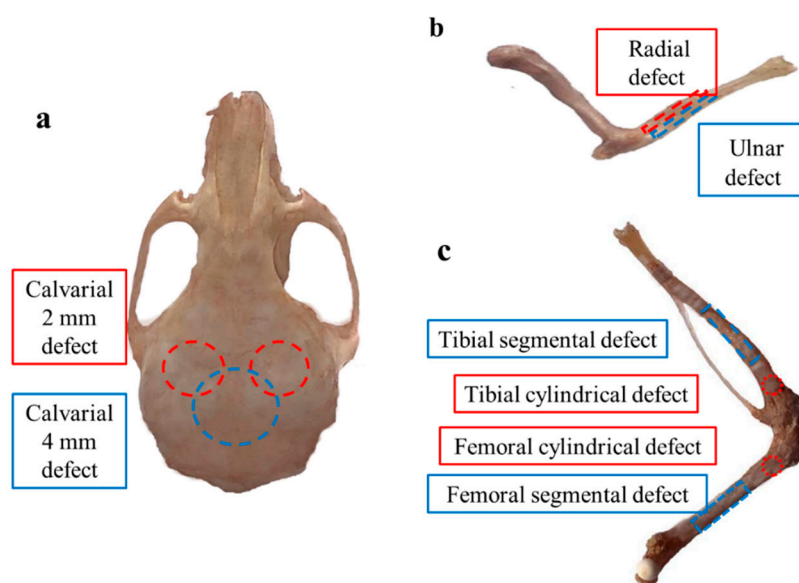 a
Calvarial
2 mm
defect
Calvarial
4 mm
defect
b
Radial
defect
Ulnar
defect
c
Tibial segmental defect
Tibial cylindrical defect
Femoral cylindrical defect
Femoral segmental defect